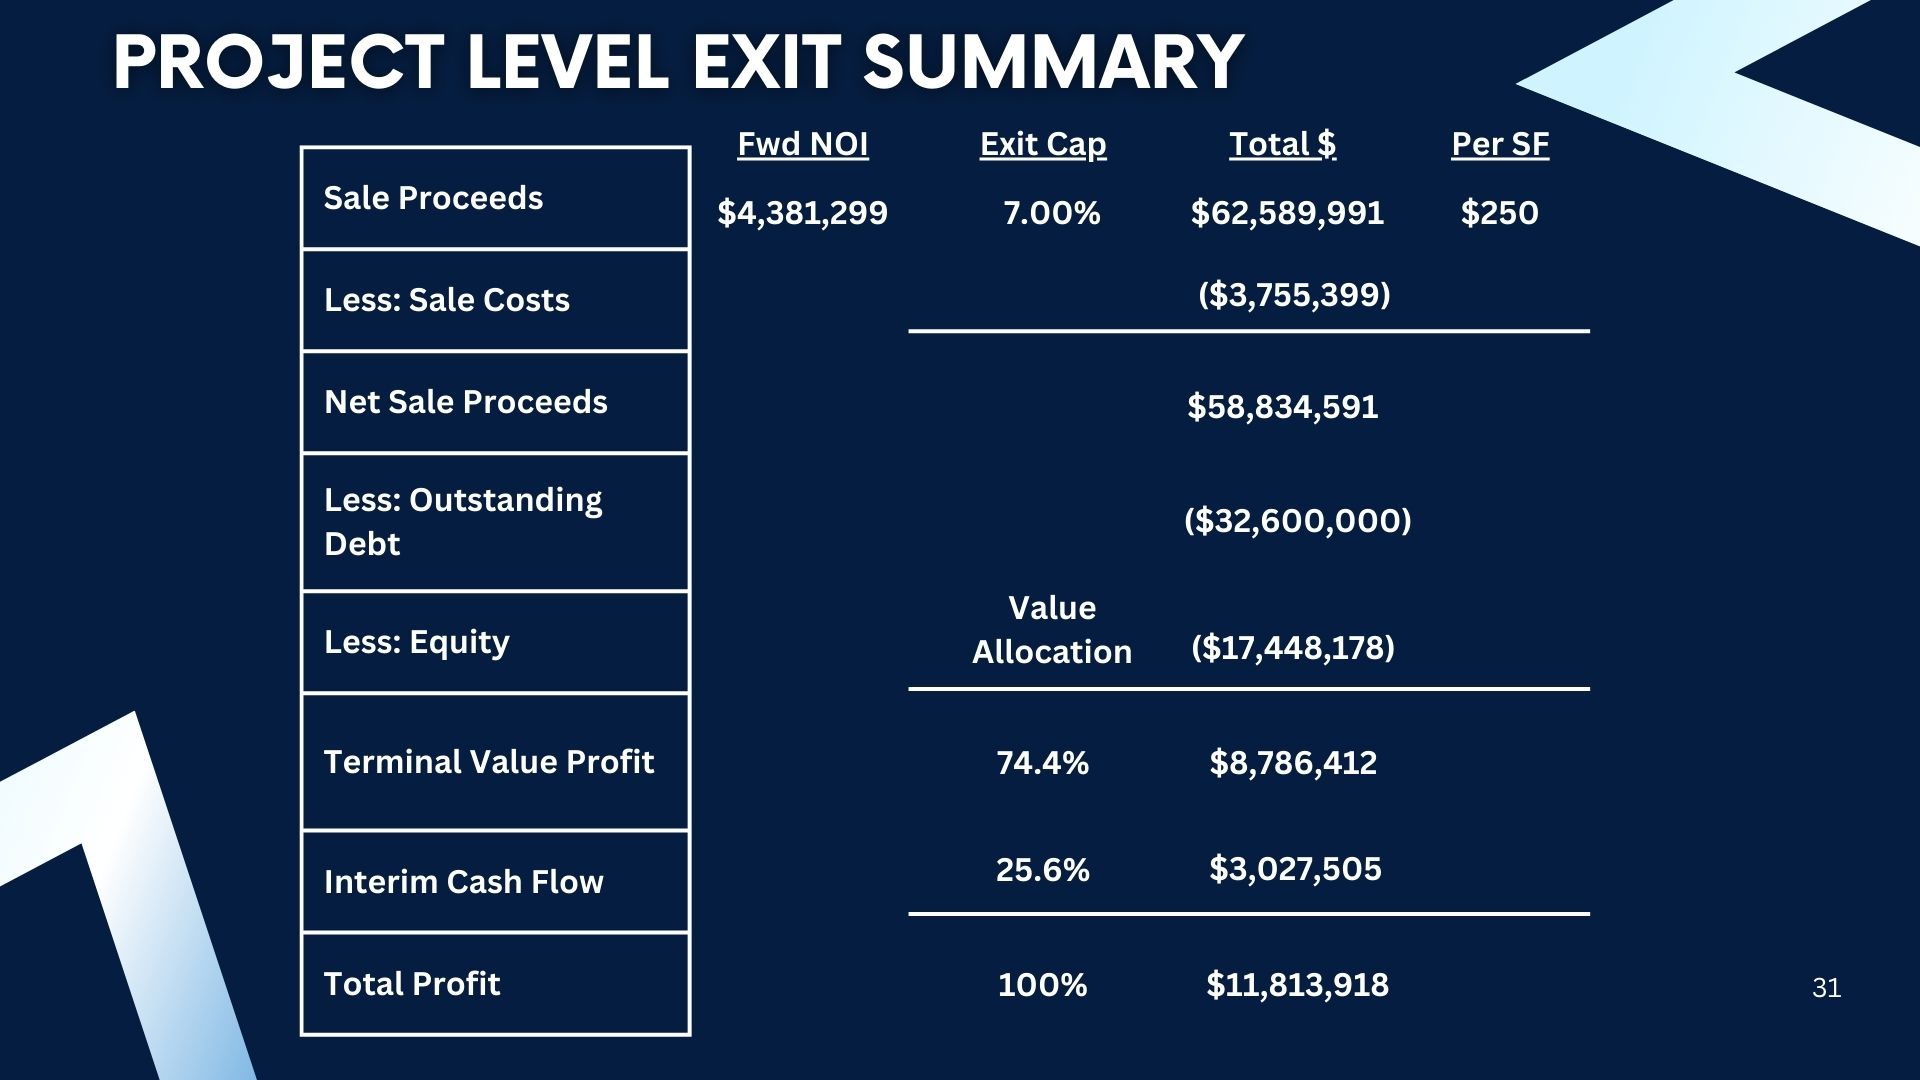 PROJECT LEVEL EXIT SUMMARY
Fwd NOI Exit Cap Total $ Per SF
Sale Proceeds $4,381,299 7.00% $62,589,991 $250
Less: Sale Costs ($3,755,399)
Net Sale Proceeds $58,834,591
Less: Outstanding
Debt ($32,600,000)
Value
Less: Equity Allocation ($17,448,178)
Terminal Value Profit 74.4% $8,786,412
Interim Cash Flow 25.6% $3,027,505
Total Profit 100% $11,813,918
31